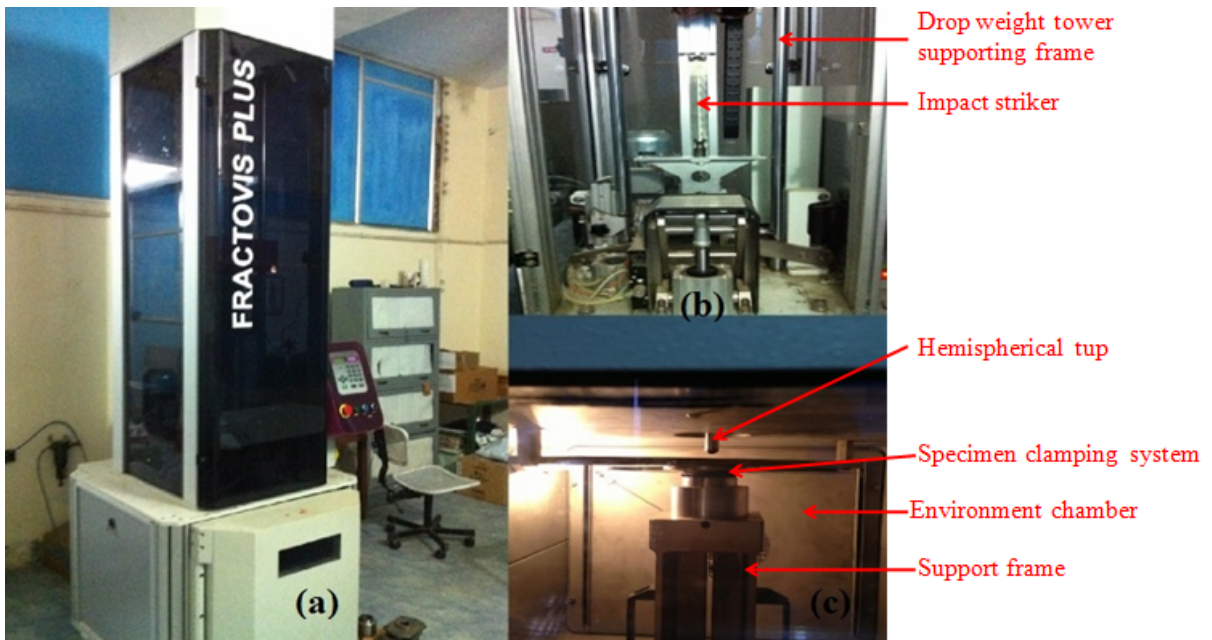 FRACTOVIS PLUS
(a)
(b)
(c)
Drop weight tower
supporting frame
Impact striker
Hemispherical tup
Specimen clamping system
Environment chamber
Support frame